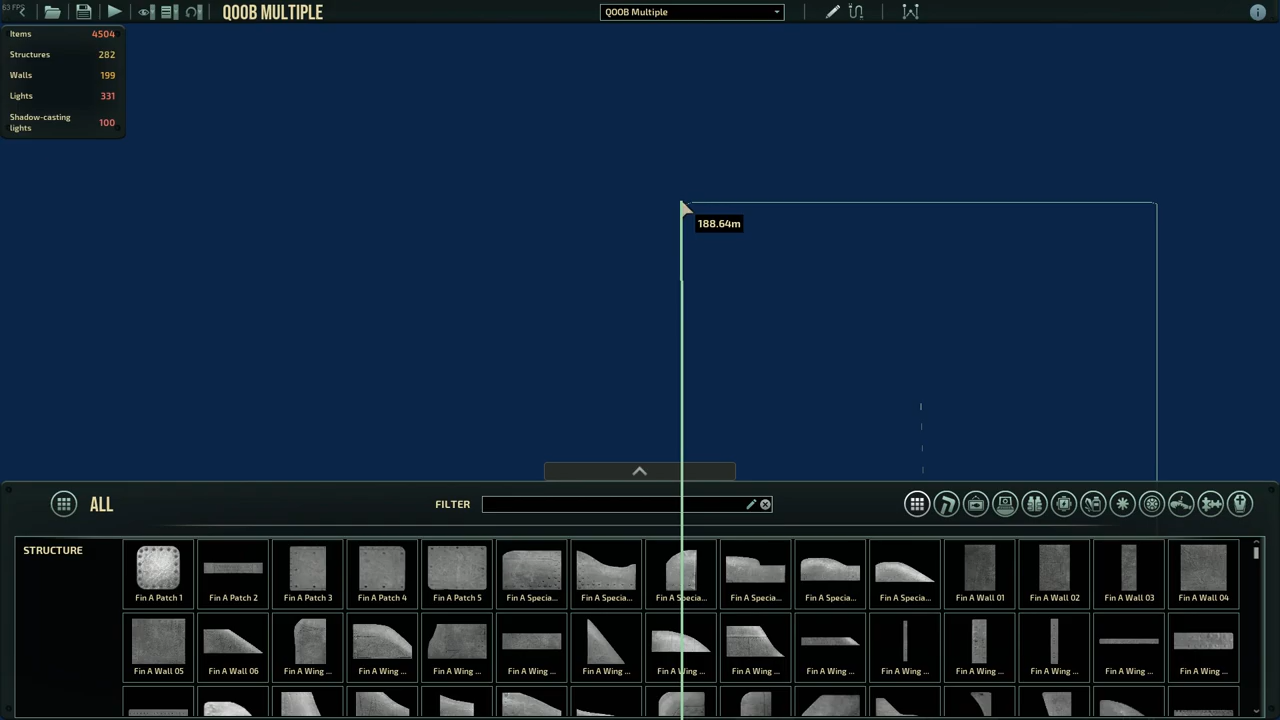 63 FPS
QOOB MULTIPLE
QOOB Multiple
Items 4504
Structures 282
Walls 199
Lights 331
Shadow-casting
lights 100
188.64m
ALL
FILTER
STRUCTURE
Fin A Patch 1
Fin A Patch 2
Fin A Patch 3
Fin A Patch 4
Fin A Patch 5
Fin A Specia...
Fin A Specia...
Fin A Specia...
Fin A Specia...
Fin A Specia...
Fin A Specia...
Fin A Wall 01
Fin A Wall 02
Fin A Wall 03
Fin A Wall 04
Fin A Wall 05
Fin A Wall 06
Fin A Wing ...
Fin A Wing ...
Fin A Wing ...
Fin A Wing ...
Fin A Wing ...
Fin A Wing ...
Fin A Wing ...
Fin A Wing ...
Fin A Wing ...
Fin A Wing ...
Fin A Wing ...
Fin A Wing ...
Fin A Wing ...